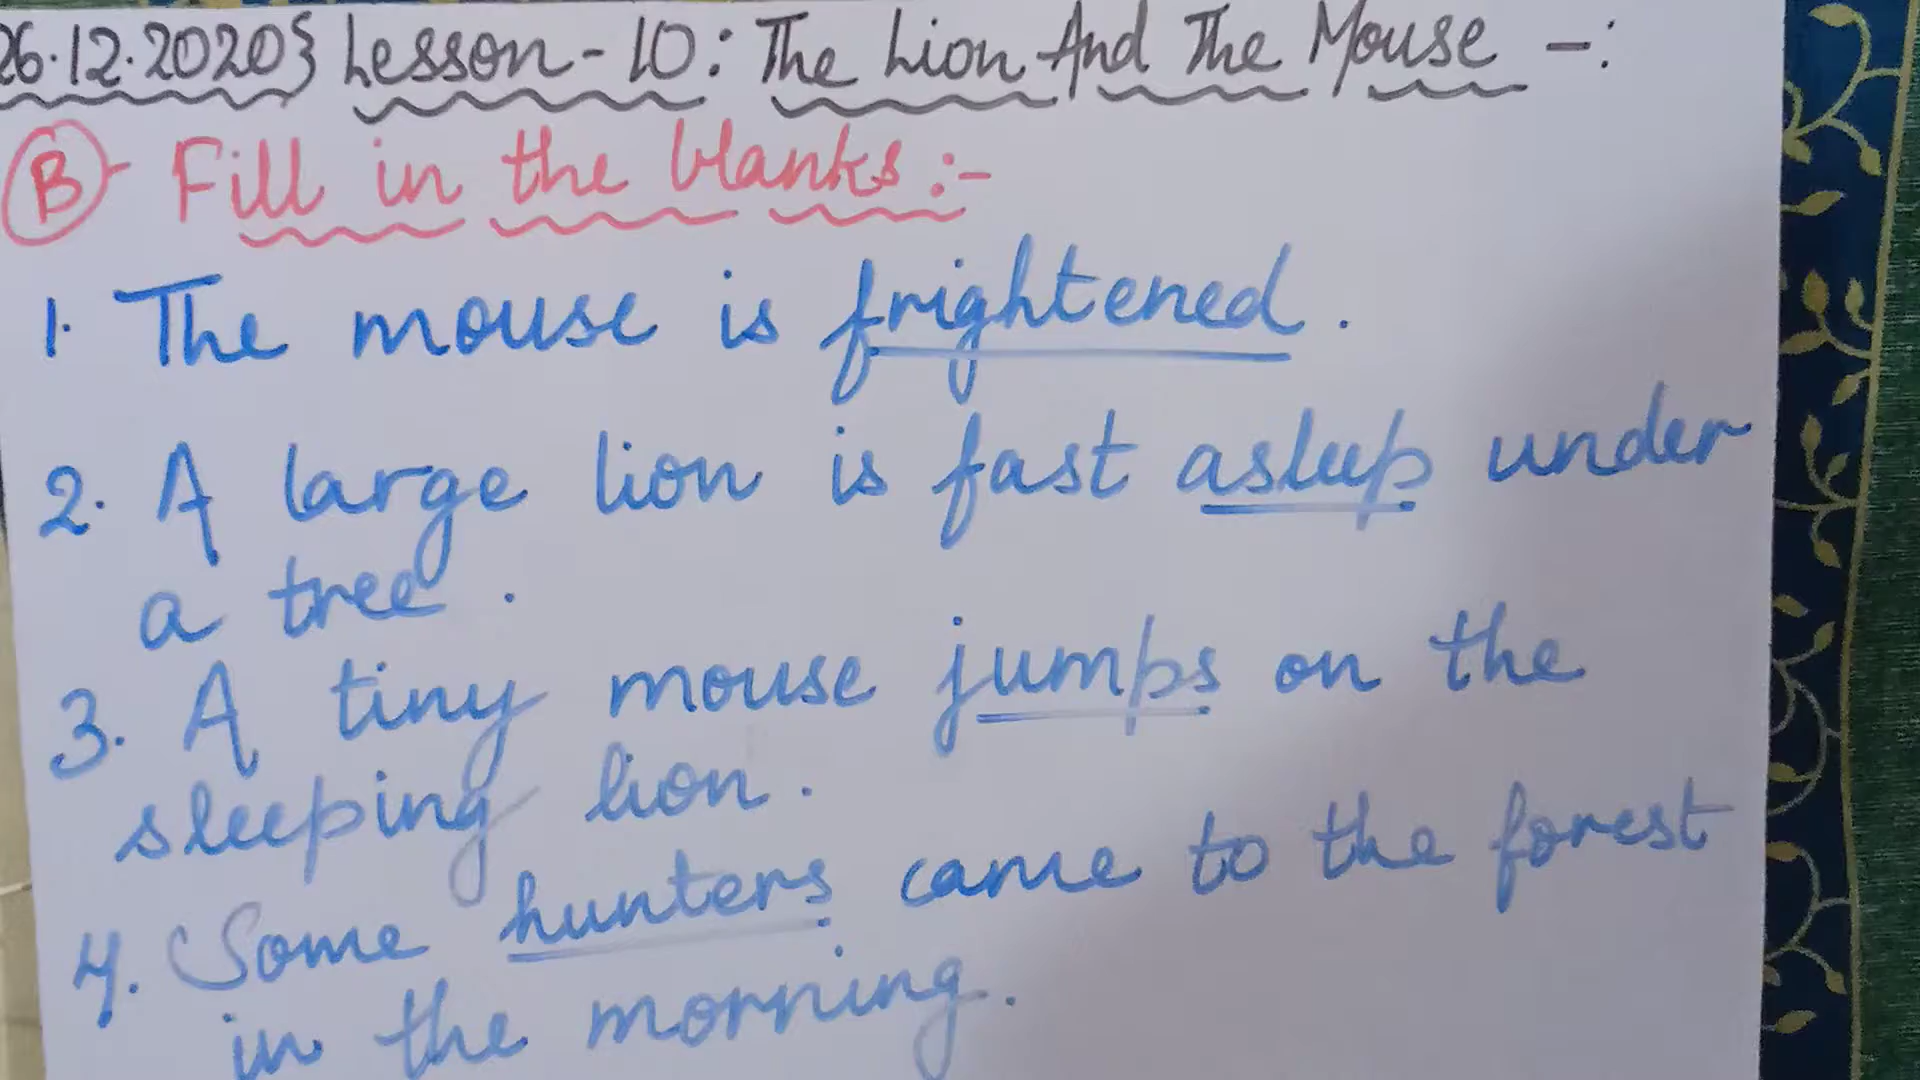 26.12.2020} Lesson-10: The Lion And The Mouse -:
(B)- Fill in the blanks:-
1. The mouse is frightened.
2. A large lion is fast asleep under
a tree.
3. A tiny mouse jumps on the
sleeping lion.
4. Some hunters came to the forest
in the morning.